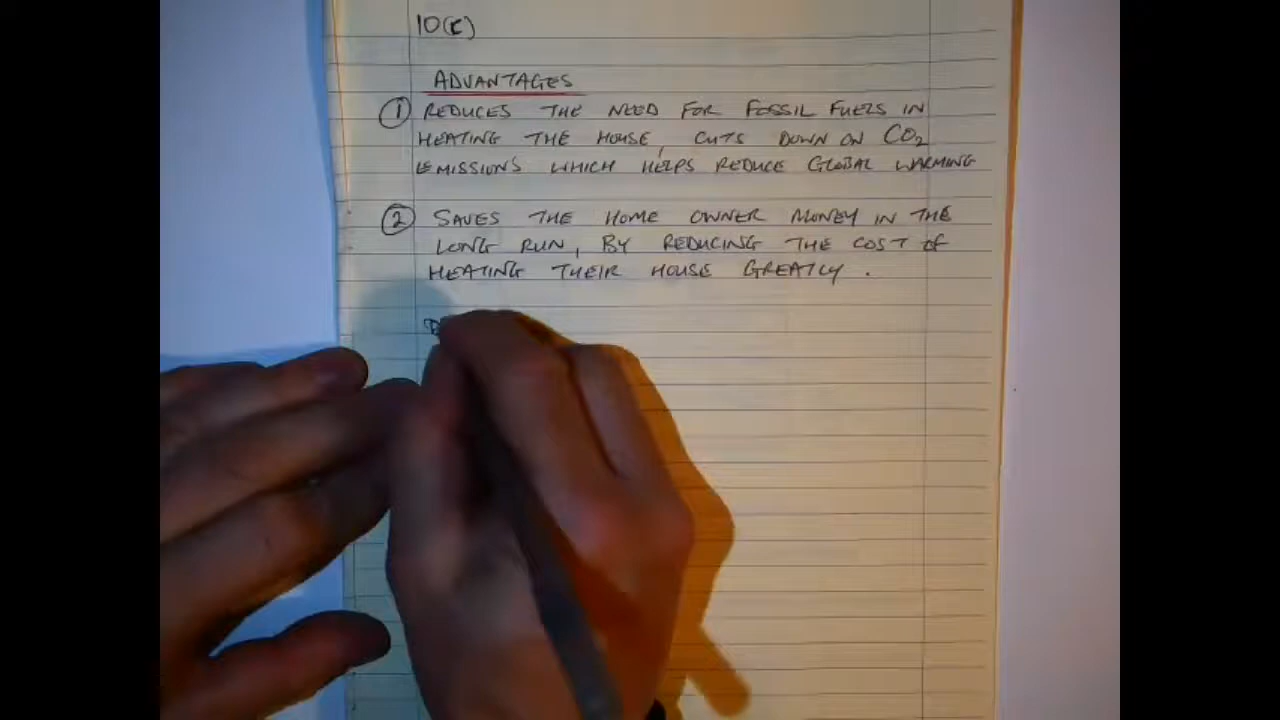 10(c)
ADVANTAGES
① REDUCES THE NEED FOR FOSSIL FUELS IN
HEATING THE HOUSE, CUTS DOWN ON CO₂
EMISSIONS WHICH HELPS REDUCE GLOBAL WARMING
② SAVES THE HOME OWNER MONEY IN THE
LONG RUN, BY REDUCING THE COST OF
HEATING THEIR HOUSE GREATLY.
D